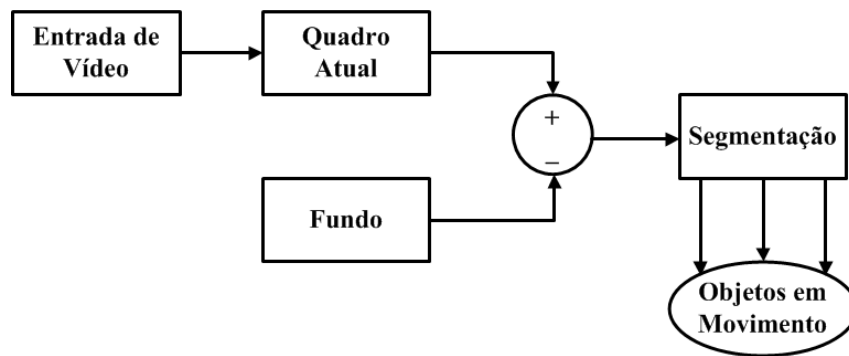 Entrada de
Vídeo
Quadro
Atual
+
−
Segmentação
Fundo
Objetos em
Movimento